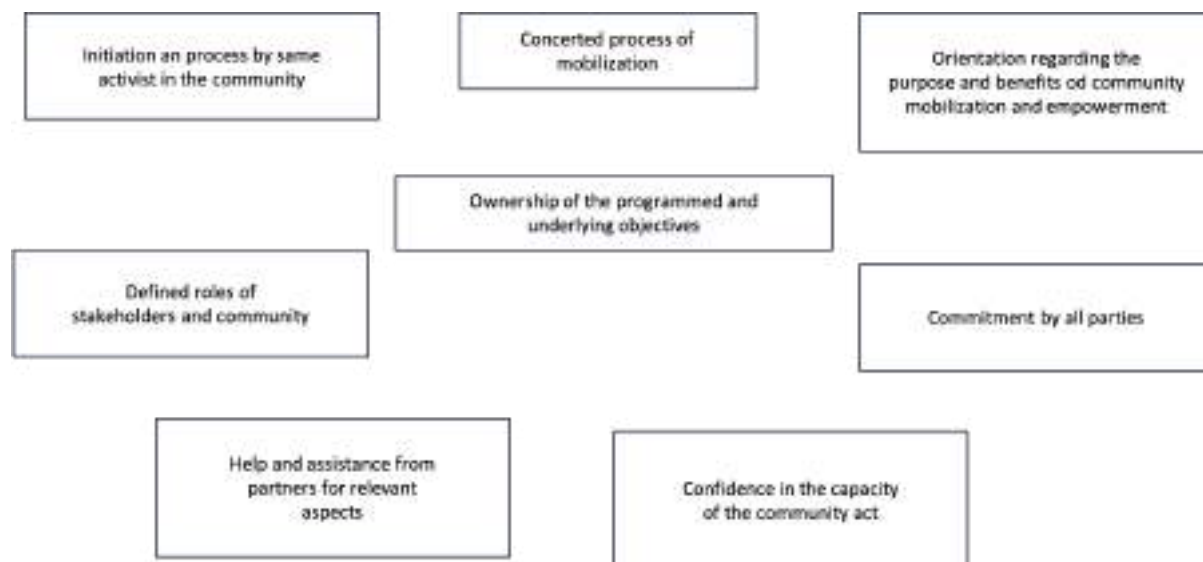 Initiation an process by same
activist in the community
Concerted process of
mobilization
Orientation regarding the
purpose and benefits od community
mobilization and empowerment
Ownership of the programmed and
underlying objectives
Defined roles of
stakeholders and community
Commitment by all parties
Help and assistance from
partners for relevant
aspects
Confidence in the capacity
of the community act